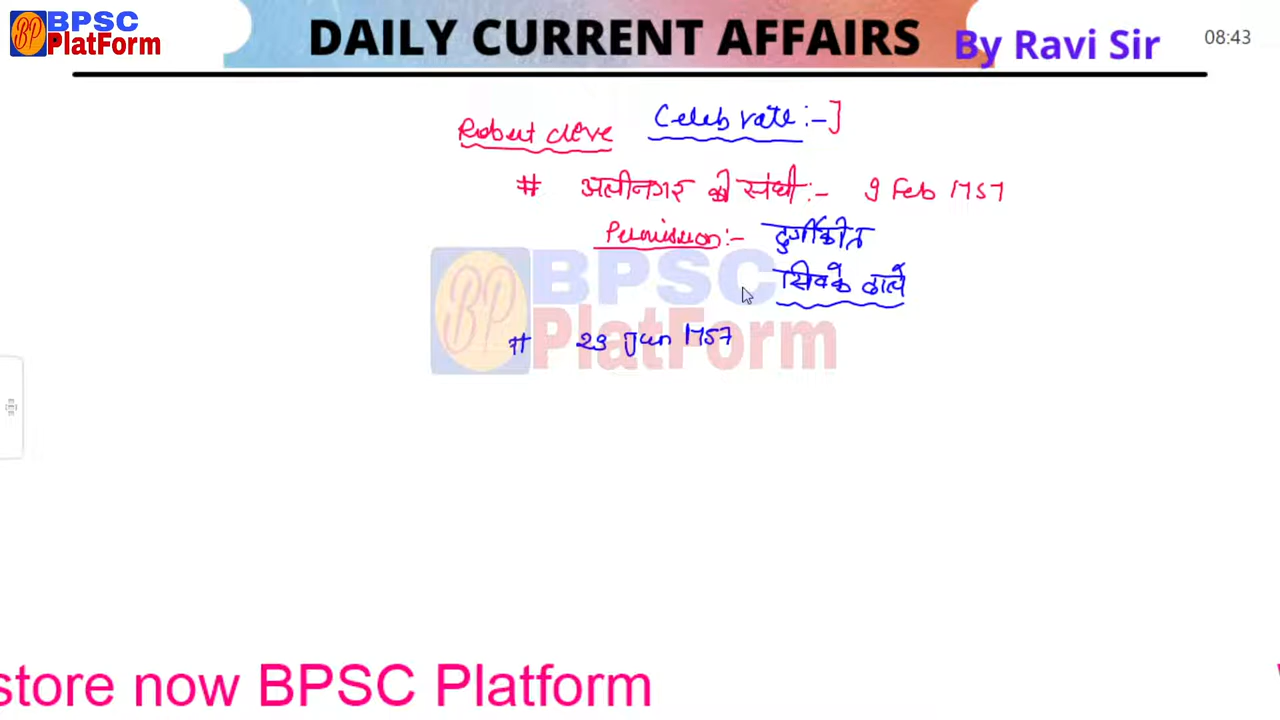 BPSC
PlatForm
DAILY CURRENT AFFAIRS
By Ravi Sir
08:43
Celebrate :-]
Robert clive
# अलीनगर की संधी :- 9 Feb 1757
Permission :- दुर्गीकीत
सिक्के ढाले
BPSC
PlatForm
# 23 Jun 1757
store now BPSC Platform